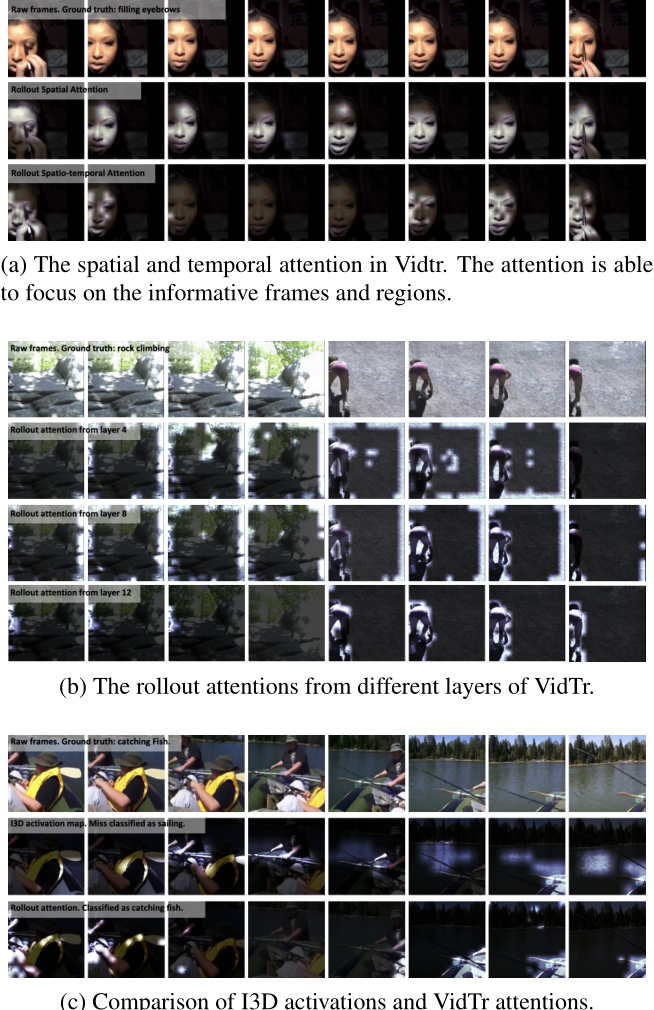 Raw frames. Ground truth: filling eyebrows
Rollout Spatial Attention
Rollout Spatio-temporal Attention
(a) The spatial and temporal attention in Vidtr. The attention is able
to focus on the informative frames and regions.
Raw frames. Ground truth: rock climbing
Rollout attention from layer 4
Rollout attention from layer 8
Rollout attention from layer 12
(b) The rollout attentions from different layers of VidTr.
Raw frames. Ground truth: catching Fish.
I3D activation map. Miss classified as sailing.
Rollout attention. Classified as catching fish.
(c) Comparison of I3D activations and VidTr attentions.